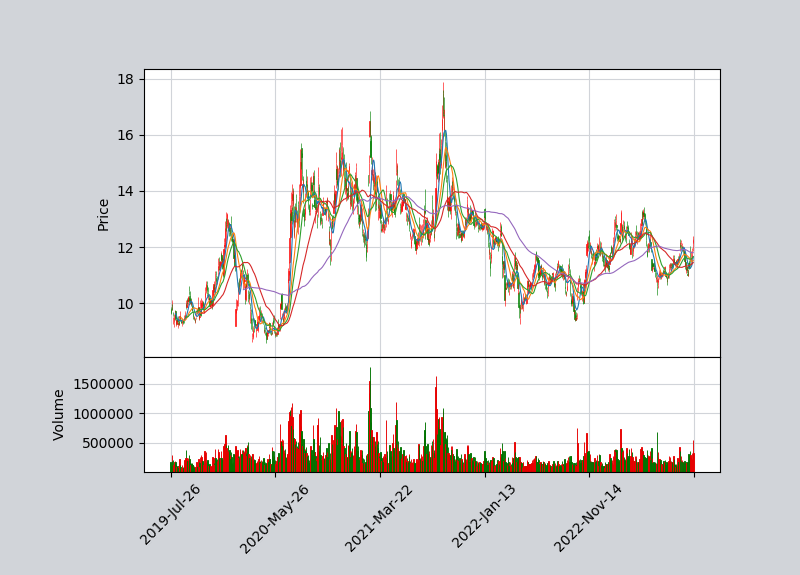 18
16
14
12
10
Price
1500000
1000000
500000
Volume
2019-Jul-26
2020-May-26
2021-Mar-22
2022-Jan-13
2022-Nov-14